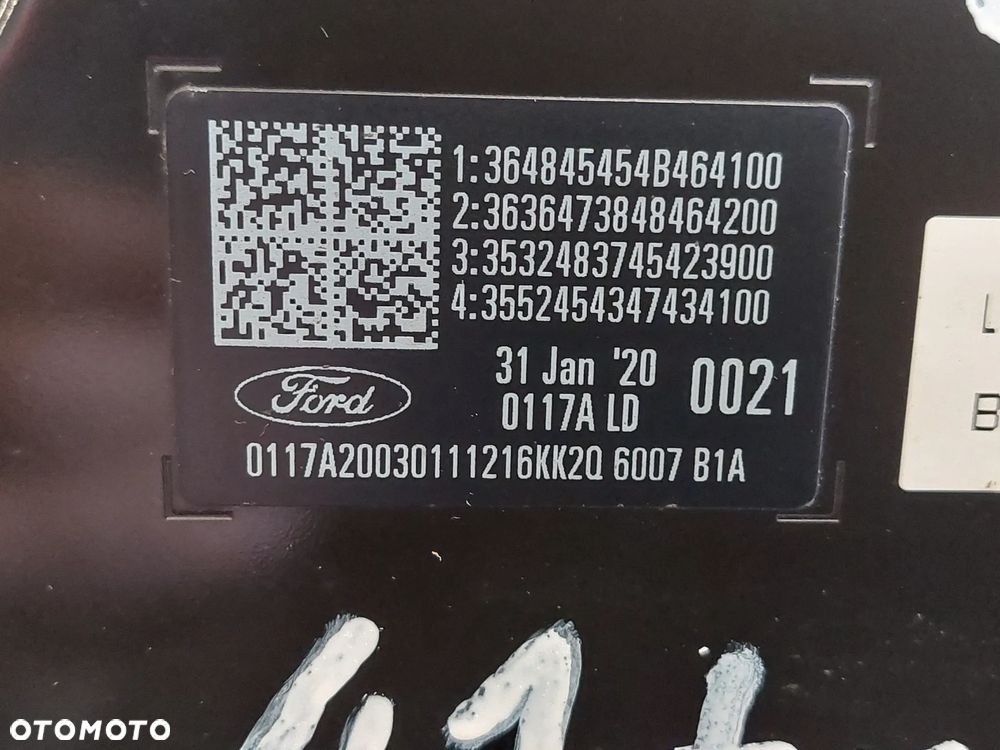 1:364845454B464100
2:3636473848464200
3:3532483745423900
4:3552454347434100
31 Jan '20
0021
Ford
0117A LD
0117A20030111216KK2Q 6007 B1A
B
OTOMOTO